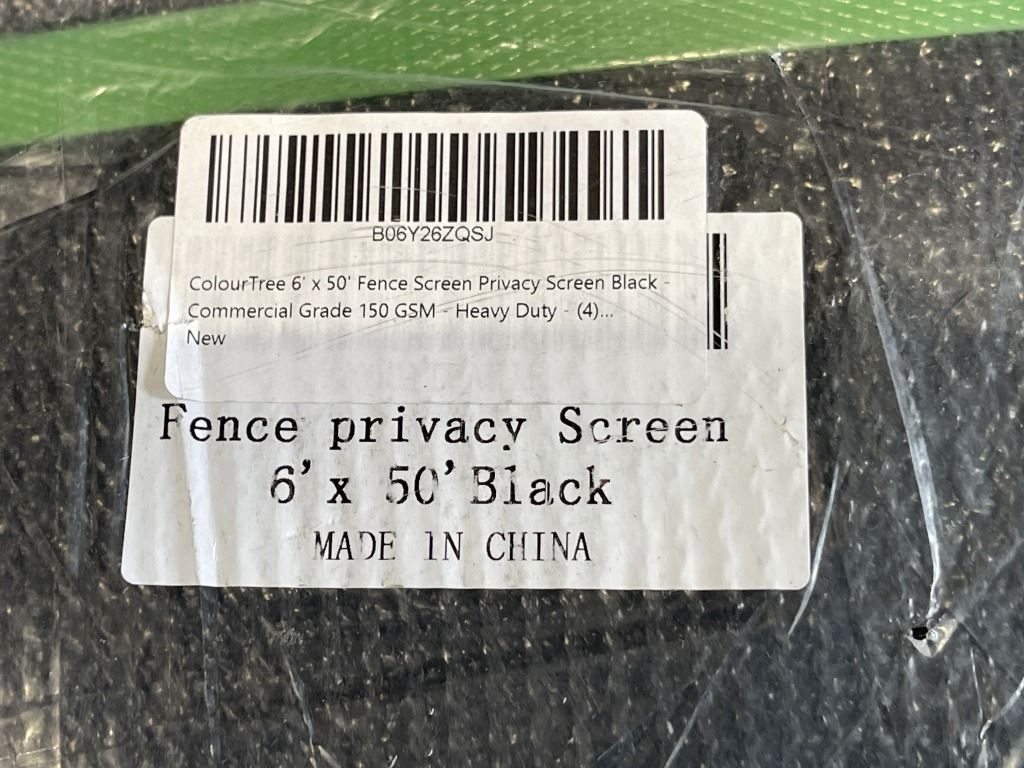 B06Y26ZQSJ
ColourTree 6' x 50' Fence Screen Privacy Screen Black -
Commercial Grade 150 GSM - Heavy Duty - (4)...
New
Fence privacy Screen
6' x 50' Black
MADE IN CHINA